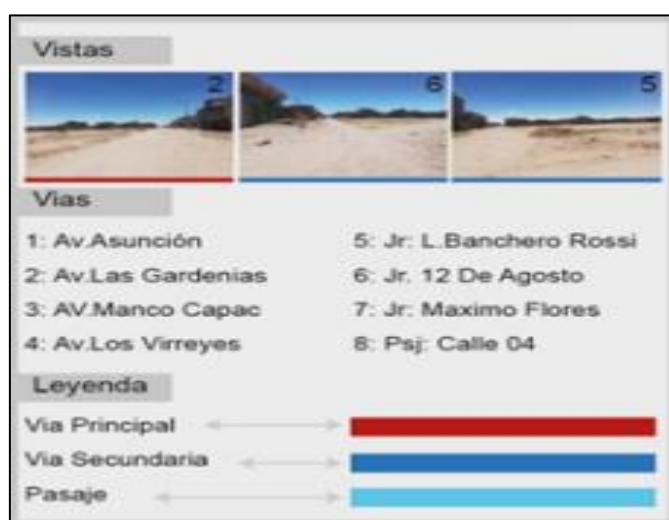 Vistas
2 6 5
Vias
1: Av.Asunción
2: Av.Las Gardenias
3: AV.Manco Capac
4: Av.Los Virreyes
5: Jr: L.Banchero Rossi
6: Jr. 12 De Agosto
7: Jr: Maximo Flores
8: Psj: Calle 04
Leyenda
Via Principal
Via Secundaria
Pasaje